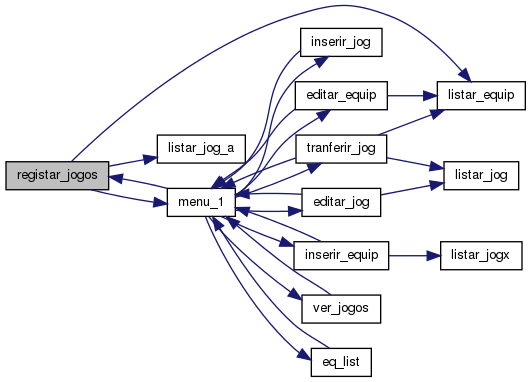 inserir_jog
editar_equip
listar_equip
listar_jog_a
tranferir_jog
registar_jogos
listar_jog
menu_1
editar_jog
inserir_equip
listar_jogx
ver_jogos
eq_list